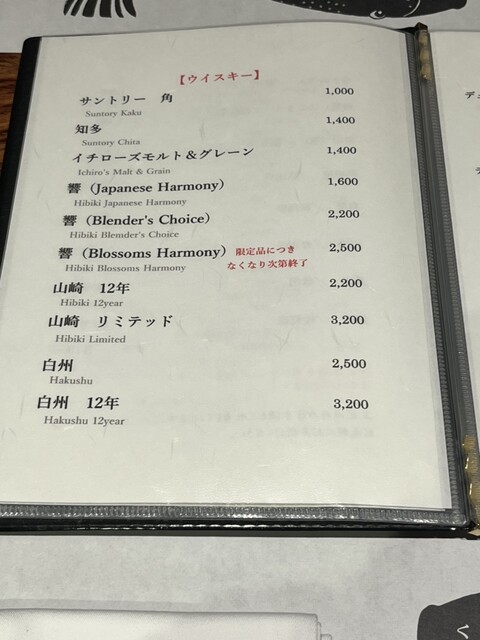 【ウイスキー】
サントリー 角 1,000
Suntory Kaku
知多 1,400
Suntory Chita
イチローズモルト＆グレーン 1,400
Ichiro's Malt & Grain
響（Japanese Harmony） 1,600
Hibiki Japanese Harmony
響（Blender's Choice） 2,200
Hibiki Blemder's Choice
響（Blossoms Harmony） 限定品につき 2,500
Hibiki Blossoms Harmony なくなり次第終了
山崎 12年 2,200
Hibiki 12year
山崎 リミテッド 3,200
Hibiki Limited
白州 2,500
Hakushu
白州 12年 3,200
Hakushu 12year